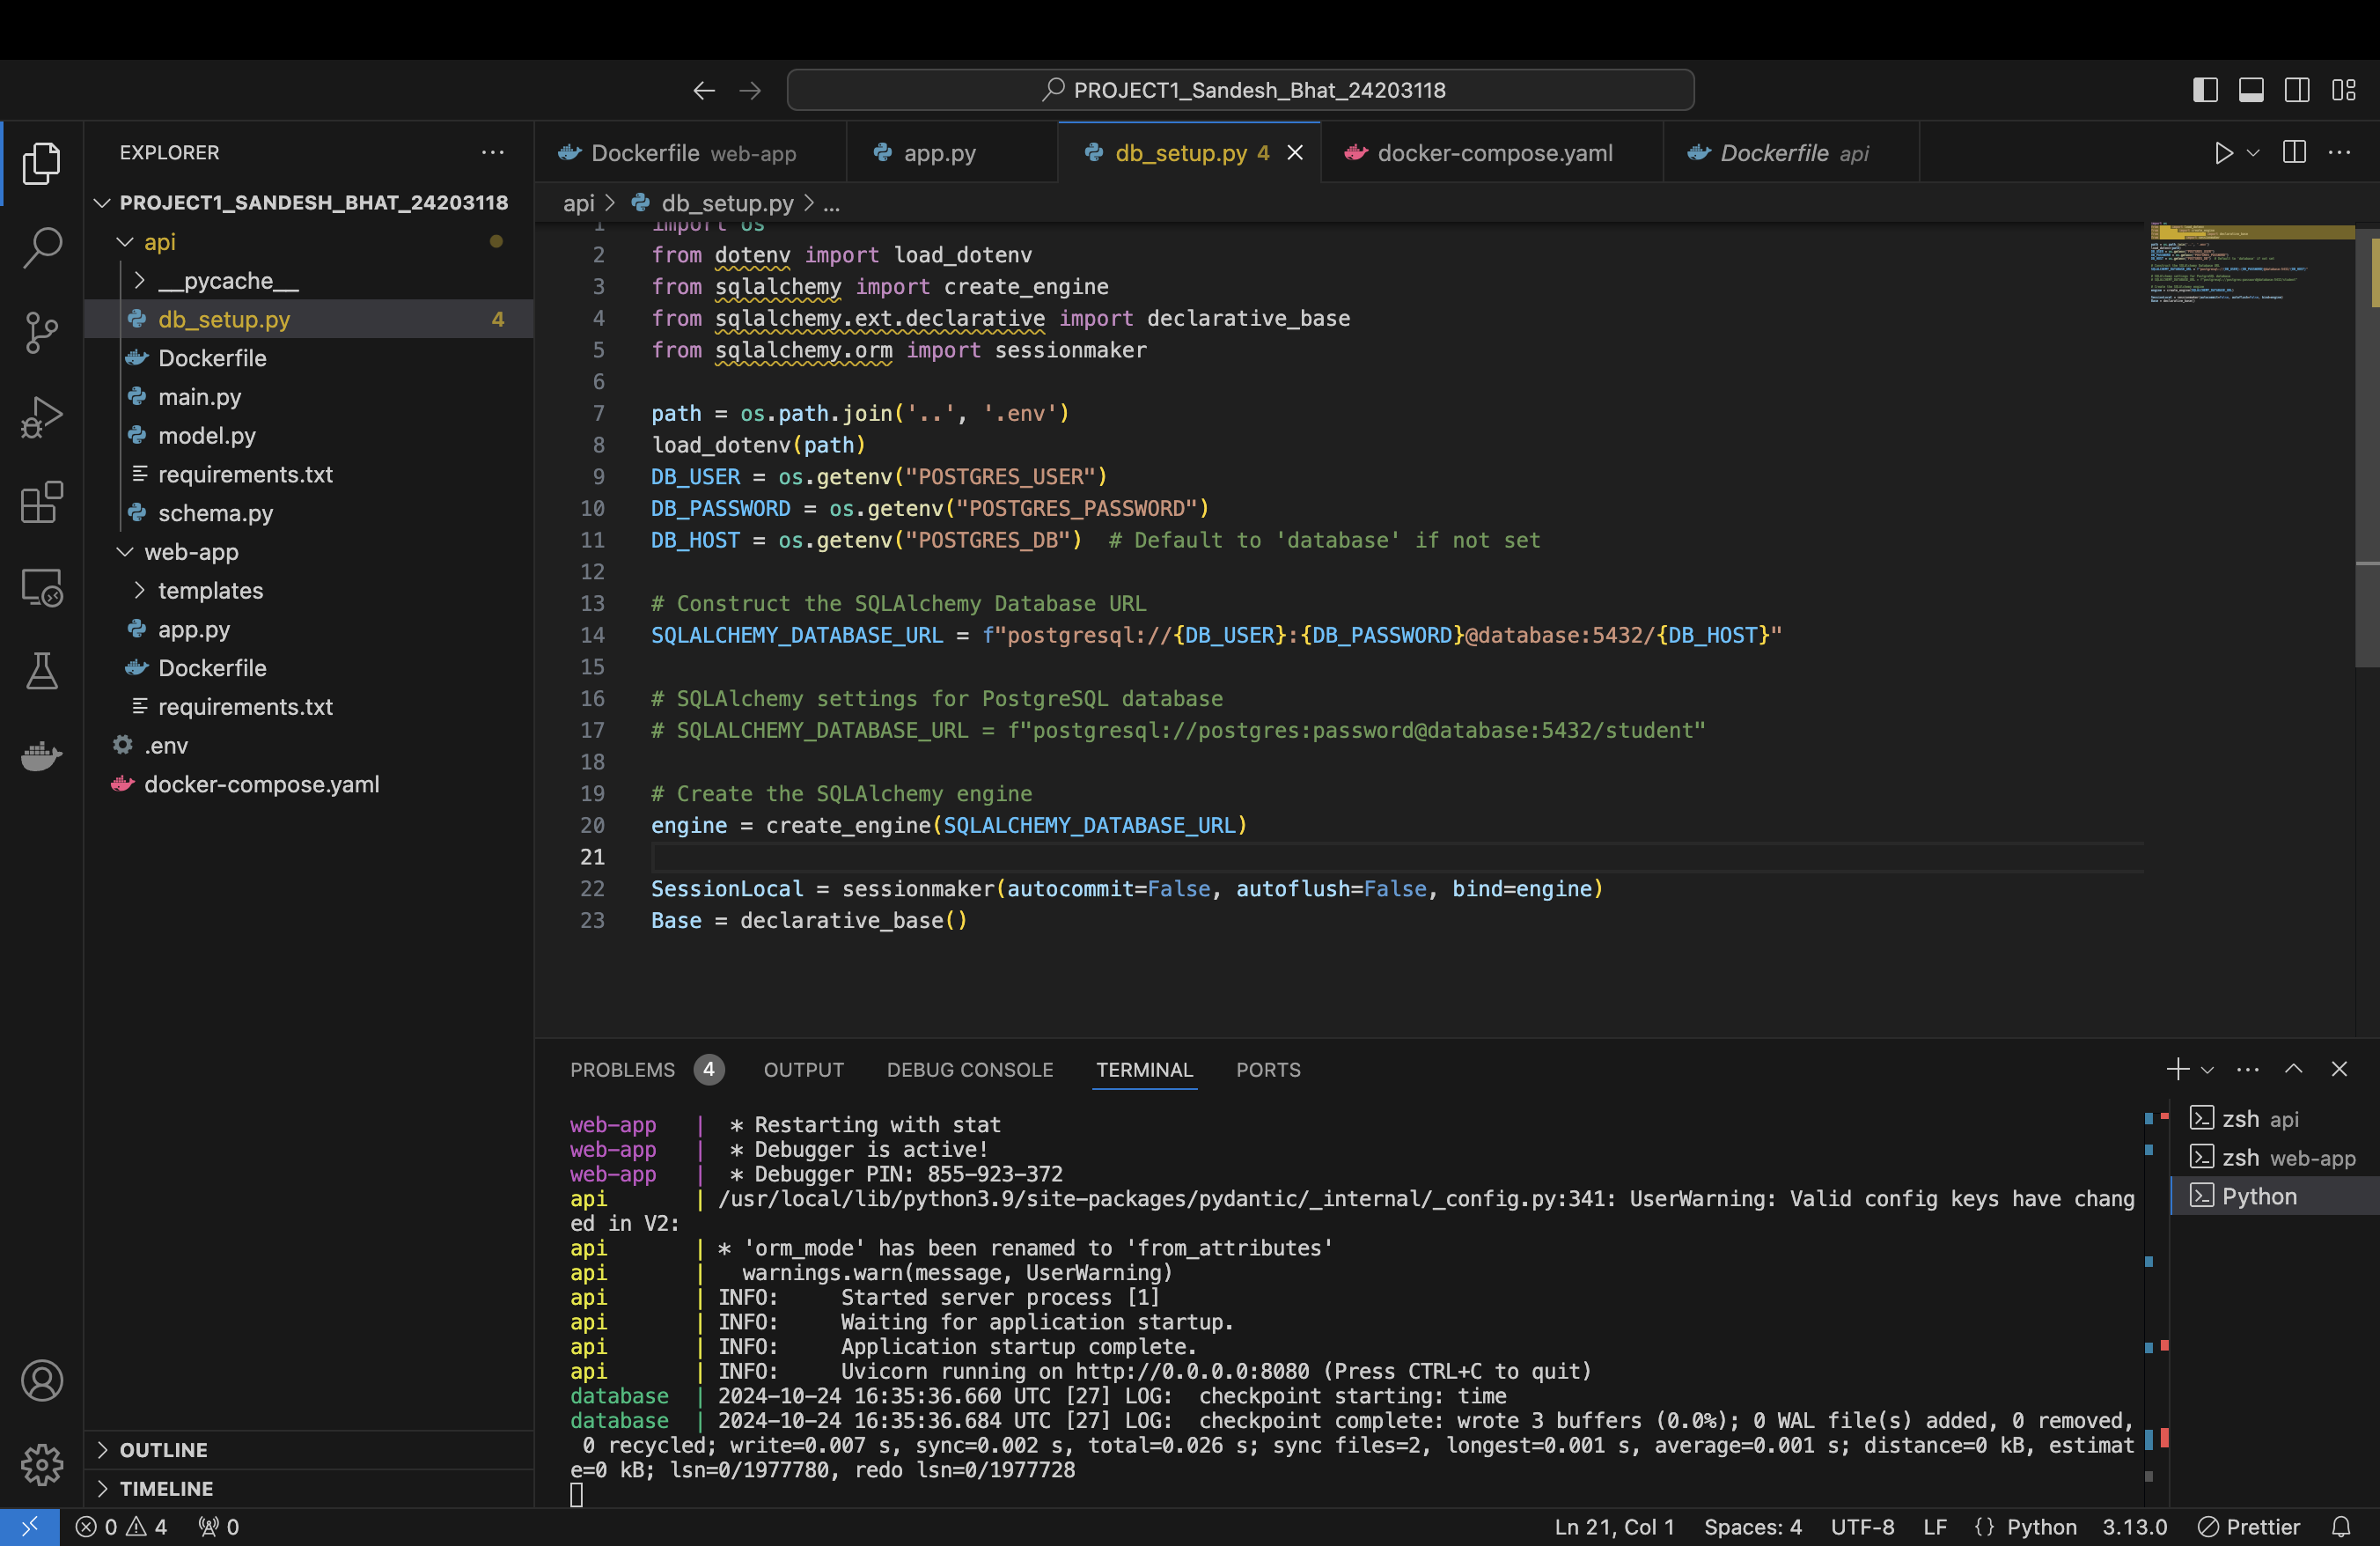 PROJECT1_Sandesh_Bhat_24203118
EXPLORER
PROJECT1_SANDESH_BHAT_24203118
api
__pycache__
db_setup.py 4
Dockerfile
main.py
model.py
requirements.txt
schema.py
web-app
templates
app.py
Dockerfile
requirements.txt
.env
docker-compose.yaml
OUTLINE
TIMELINE
Dockerfile web-app
app.py
db_setup.py 4
docker-compose.yaml
Dockerfile api
api > db_setup.py > ...
1 import os
2 from dotenv import load_dotenv
3 from sqlalchemy import create_engine
4 from sqlalchemy.ext.declarative import declarative_base
5 from sqlalchemy.orm import sessionmaker
6
7 path = os.path.join('..', '.env')
8 load_dotenv(path)
9 DB_USER = os.getenv("POSTGRES_USER")
10 DB_PASSWORD = os.getenv("POSTGRES_PASSWORD")
11 DB_HOST = os.getenv("POSTGRES_DB")  # Default to 'database' if not set
12
13 # Construct the SQLAlchemy Database URL
14 SQLALCHEMY_DATABASE_URL = f"postgresql://{DB_USER}:{DB_PASSWORD}@database:5432/{DB_HOST}"
15
16 # SQLAlchemy settings for PostgreSQL database
17 # SQLALCHEMY_DATABASE_URL = f"postgresql://postgres:password@database:5432/student"
18
19 # Create the SQLAlchemy engine
20 engine = create_engine(SQLALCHEMY_DATABASE_URL)
21
22 SessionLocal = sessionmaker(autocommit=False, autoflush=False, bind=engine)
23 Base = declarative_base()
PROBLEMS 4 OUTPUT DEBUG CONSOLE TERMINAL PORTS
web-app | * Restarting with stat
web-app | * Debugger is active!
web-app | * Debugger PIN: 855-923-372
api | /usr/local/lib/python3.9/site-packages/pydantic/_internal/_config.py:341: UserWarning: Valid config keys have chang
ed in V2:
api | * 'orm_mode' has been renamed to 'from_attributes'
api | warnings.warn(message, UserWarning)
api | INFO: Started server process [1]
api | INFO: Waiting for application startup.
api | INFO: Application startup complete.
api | INFO: Uvicorn running on http://0.0.0.0:8080 (Press CTRL+C to quit)
database | 2024-10-24 16:35:36.660 UTC [27] LOG:  checkpoint starting: time
database | 2024-10-24 16:35:36.684 UTC [27] LOG:  checkpoint complete: wrote 3 buffers (0.0%); 0 WAL file(s) added, 0 removed,
0 recycled; write=0.007 s, sync=0.002 s, total=0.026 s; sync files=2, longest=0.001 s, average=0.001 s; distance=0 kB, estimat
e=0 kB; lsn=0/1977780, redo lsn=0/1977728
zsh api
zsh web-app
Python
0 4 0
Ln 21, Col 1 Spaces: 4 UTF-8 LF {} Python 3.13.0 Prettier